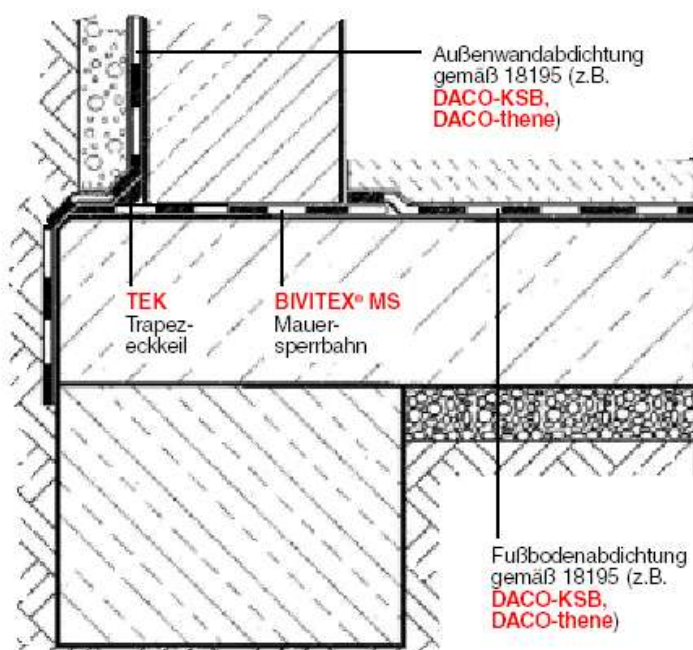 Außenwandabdichtung
gemäß 18195 (z.B.
DACO-KSB,
DACO-thene)
TEK
Trapez-
eckkeil
BIVITEX® MS
Mauer-
sperrbahn
Fußbodenabdichtung
gemäß 18195 (z.B.
DACO-KSB,
DACO-thene)